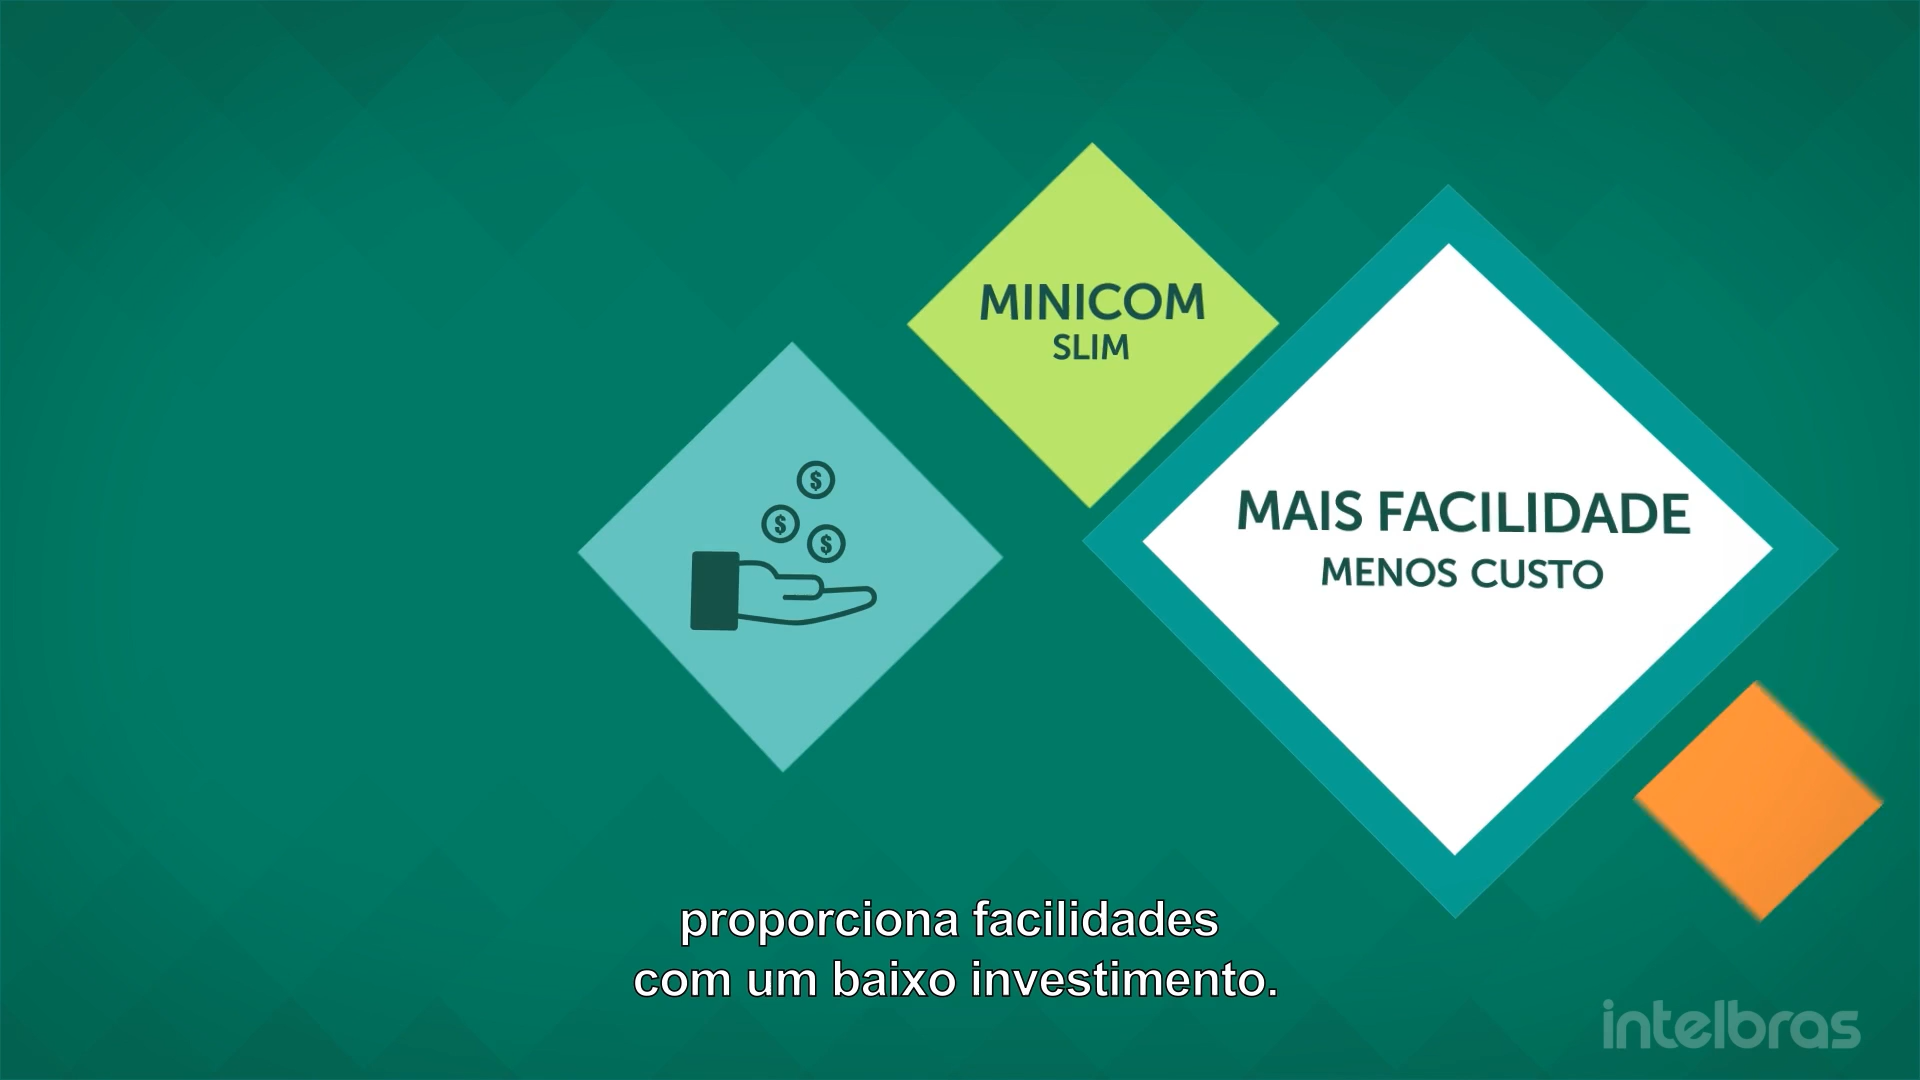 MINICOM
SLIM
$
$
$
MAIS FACILIDADE
MENOS CUSTO
proporciona facilidades
com um baixo investimento.
intelbras